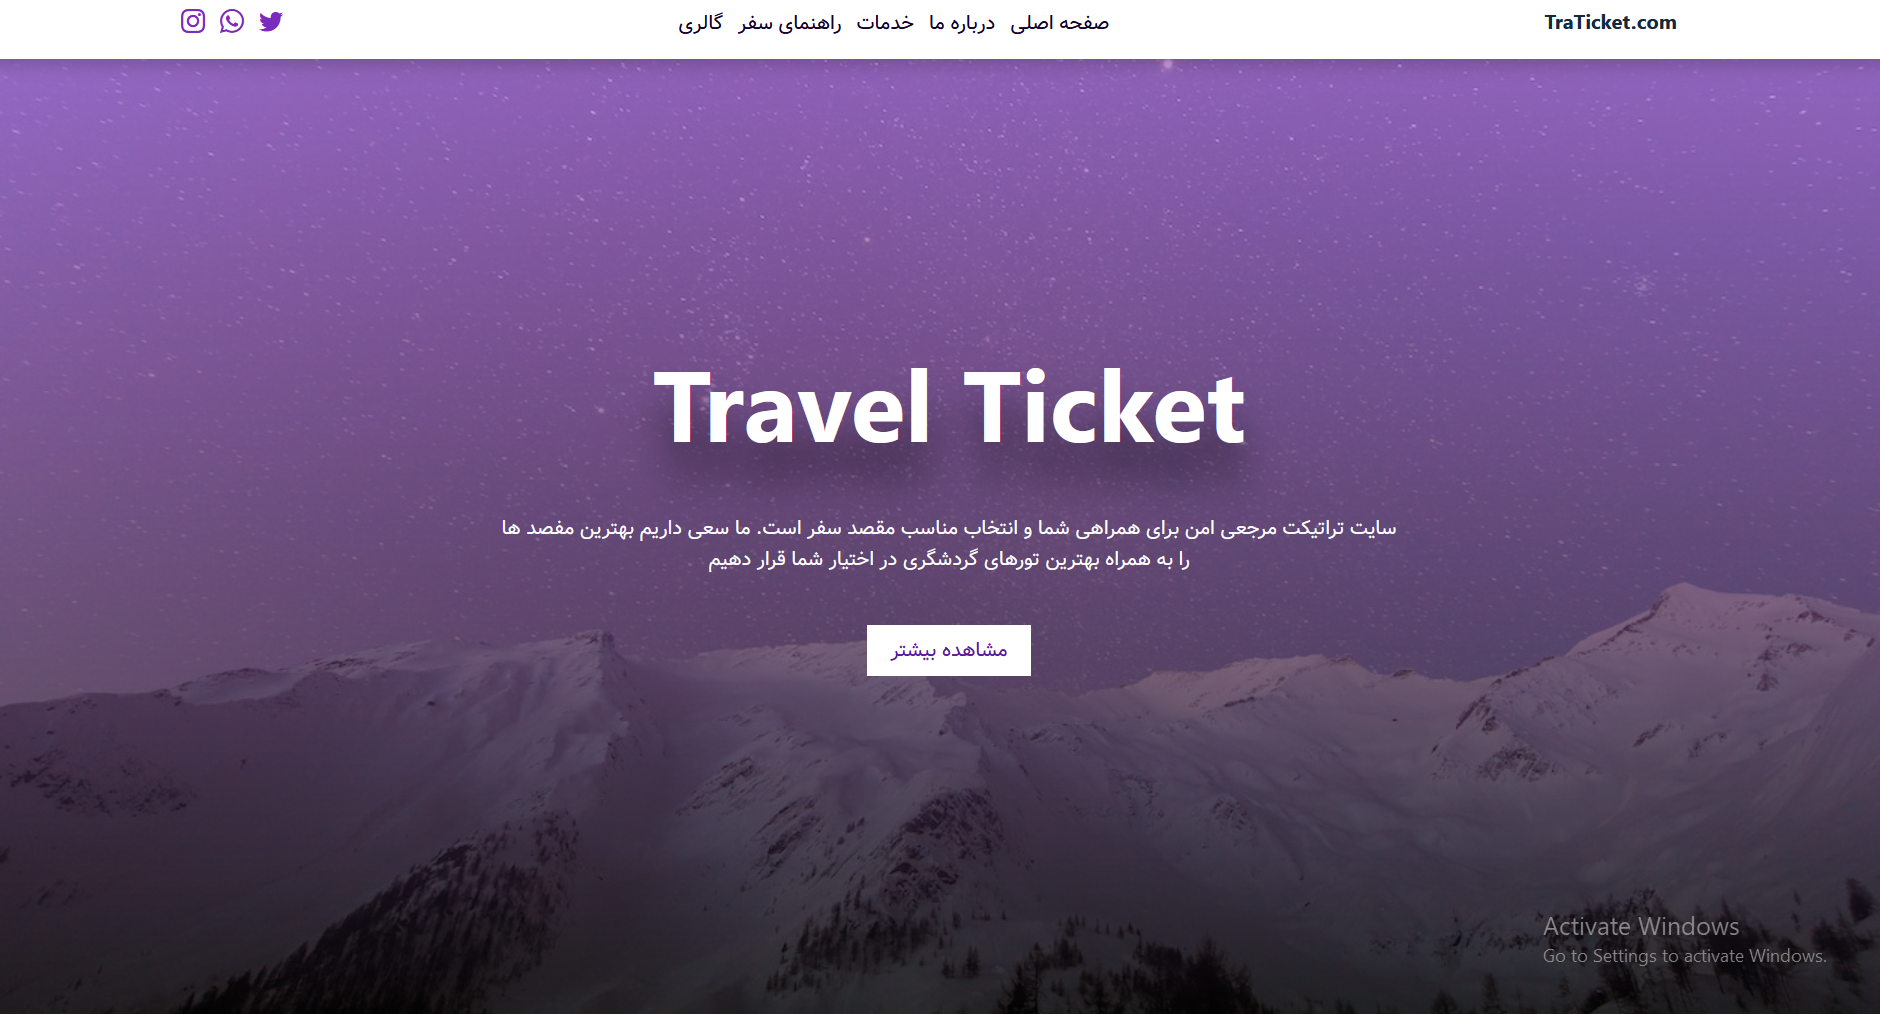 TraTicket.com
صفحه اصلی درباره ما خدمات راهنمای سفر گالری
Travel Ticket
سایت تراتیکت مرجعی امن برای همراهی شما و انتخاب مناسب مقصد سفر است. ما سعی داریم بهترین مفصد ها
را به همراه بهترین تورهای گردشگری در اختیار شما قرار دهیم
مشاهده بیشتر
Activate Windows
Go to Settings to activate Windows.